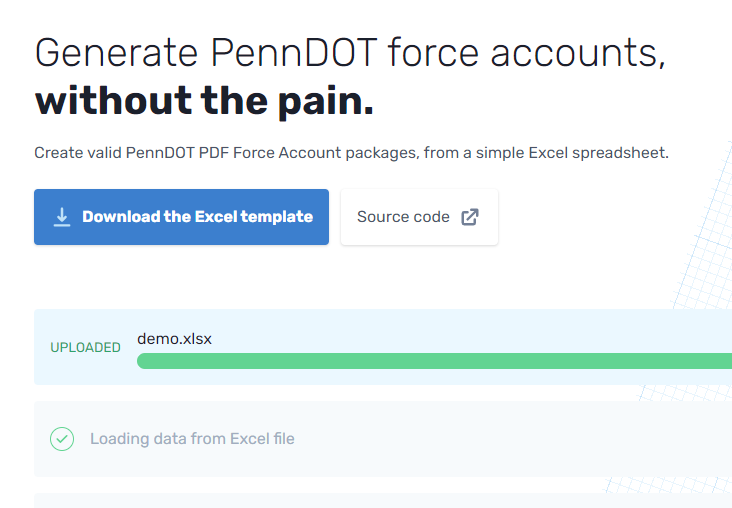 Generate PennDOT force accounts,
without the pain.
Create valid PennDOT PDF Force Account packages, from a simple Excel spreadsheet.
Download the Excel template
Source code
demo.xlsx
UPLOADED
Loading data from Excel file